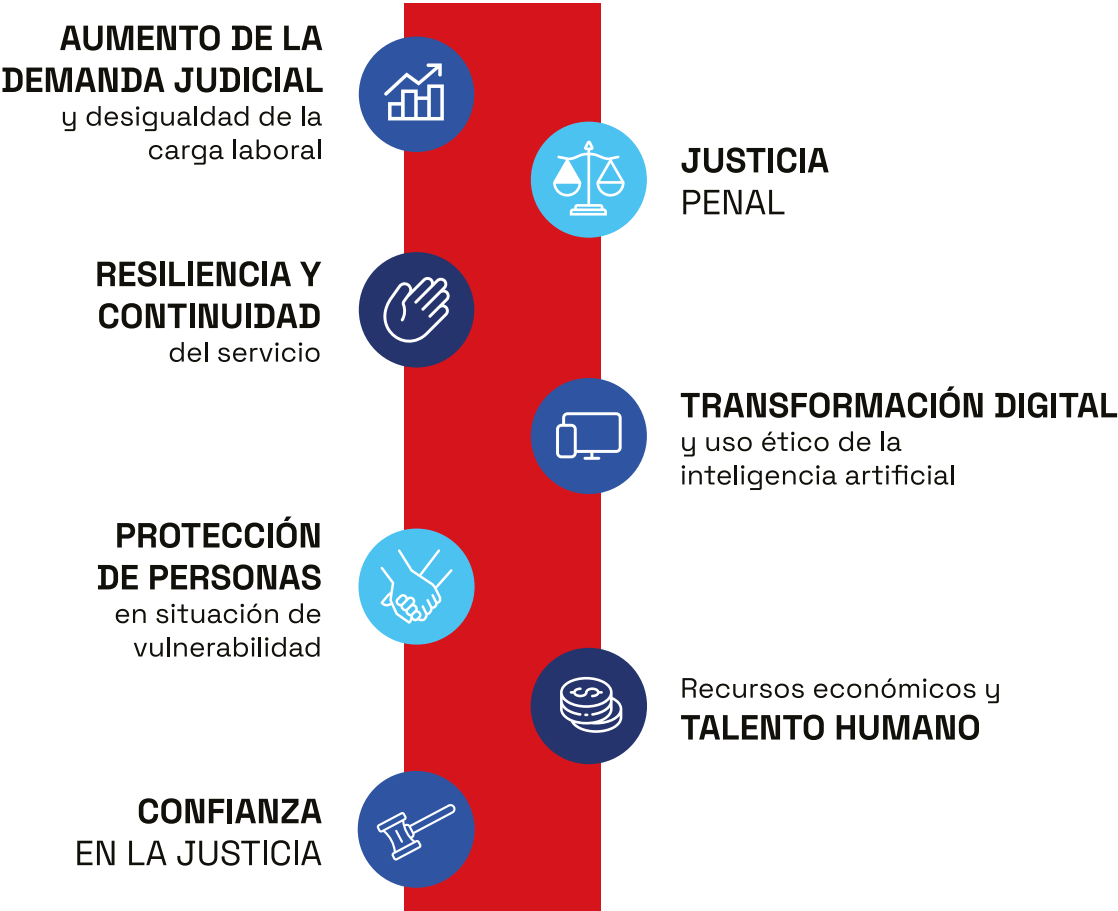 AUMENTO DE LA
DEMANDA JUDICIAL
y desigualdad de la
carga laboral
JUSTICIA
PENAL
RESILIENCIA Y
CONTINUIDAD
del servicio
TRANSFORMACIÓN DIGITAL
y uso ético de la
inteligencia artificial
PROTECCIÓN
DE PERSONAS
en situación de
vulnerabilidad
Recursos económicos y
TALENTO HUMANO
CONFIANZA
EN LA JUSTICIA